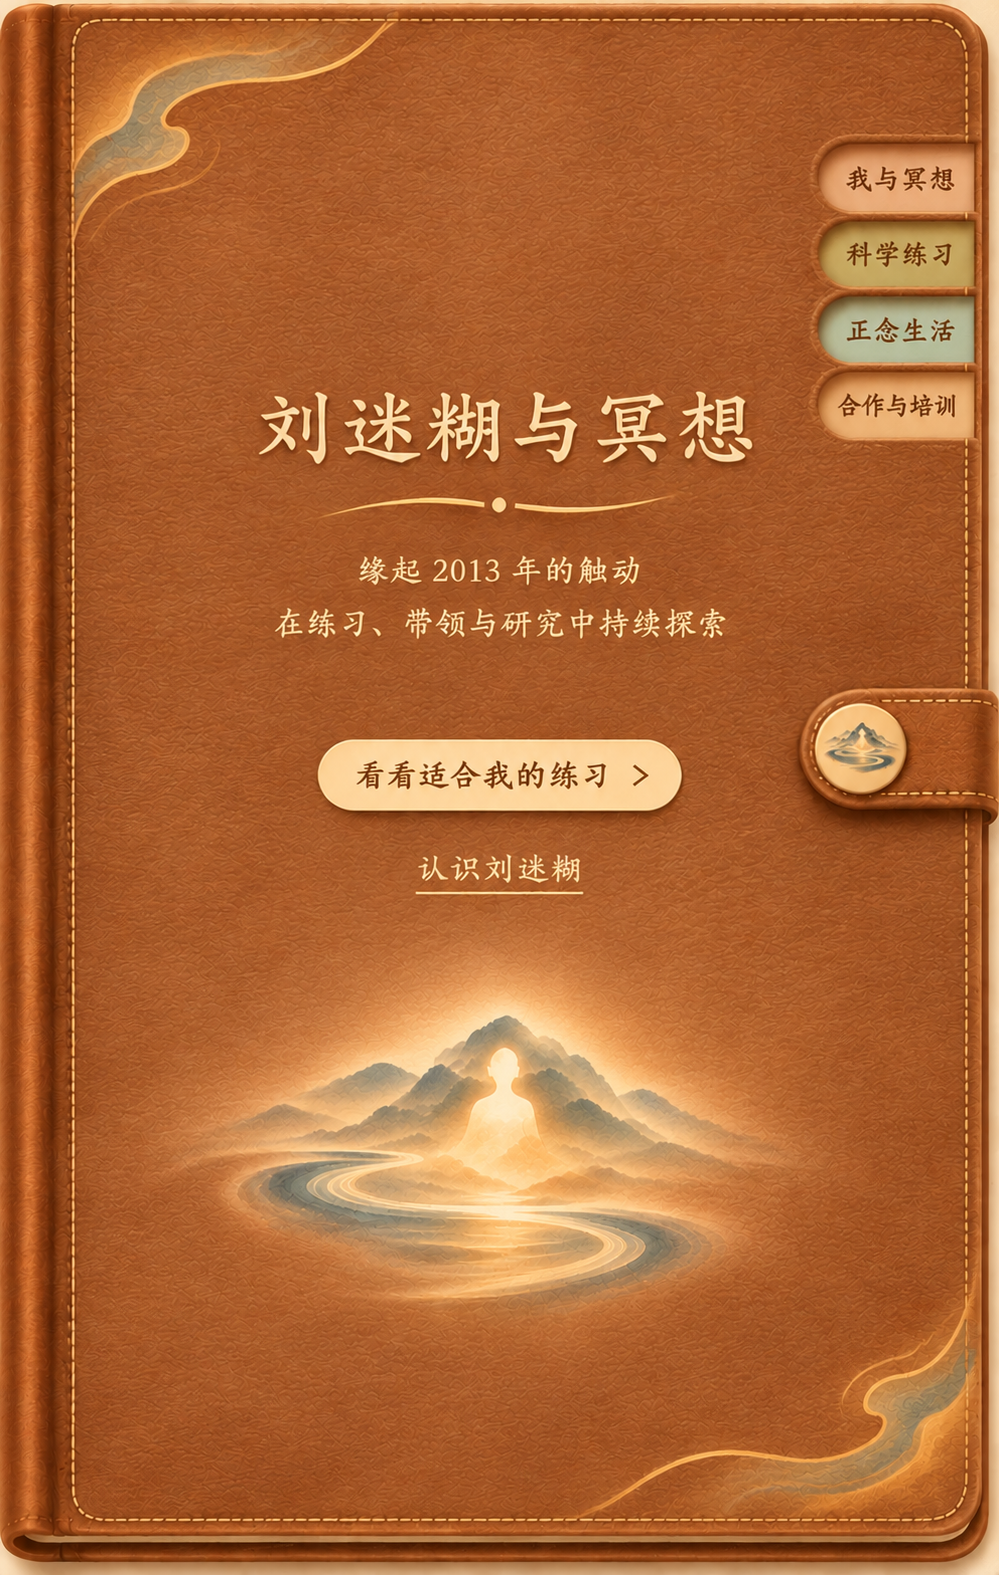 我与冥想
科学练习
正念生活
合作与培训
刘迷糊与冥想
缘起 2013 年的触动
在练习、带领与研究中持续探索
看看适合我的练习 >
认识刘迷糊